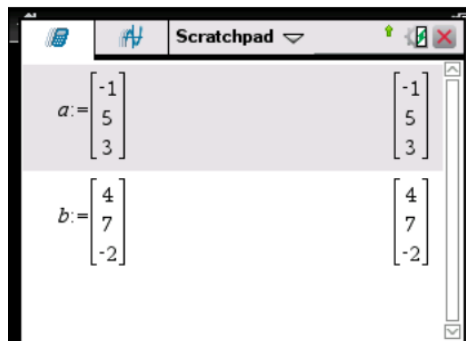 Scratchpad
a:= [-1 5 3] [-1 5 3]
b:= [4 7 -2] [4 7 -2]